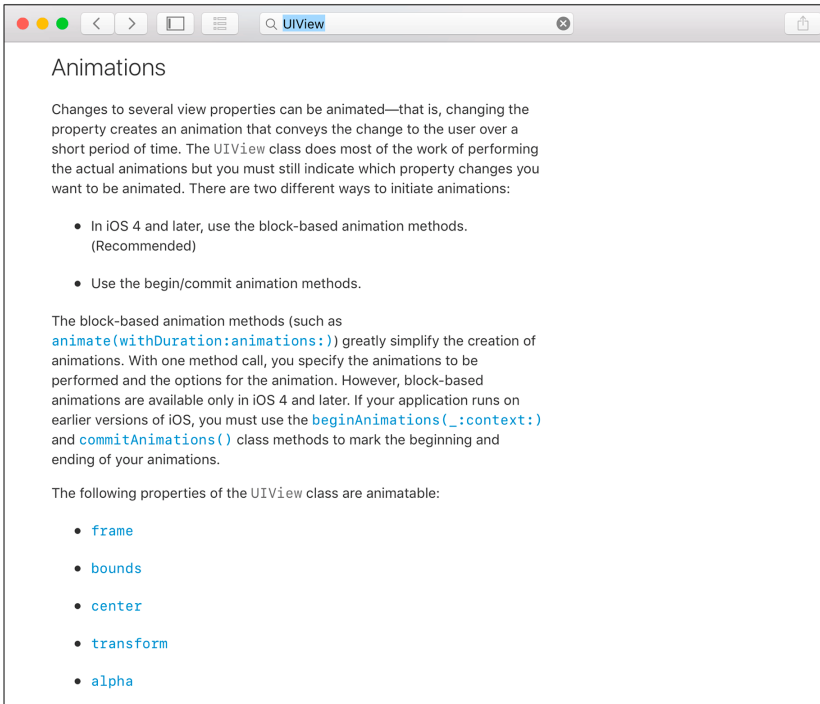 UIView
Animations
Changes to several view properties can be animated—that is, changing the
property creates an animation that conveys the change to the user over a
short period of time. The UIView class does most of the work of performing
the actual animations but you must still indicate which property changes you
want to be animated. There are two different ways to initiate animations:
• In iOS 4 and later, use the block-based animation methods.
(Recommended)
• Use the begin/commit animation methods.
The block-based animation methods (such as
animate(withDuration:animations:)) greatly simplify the creation of
animations. With one method call, you specify the animations to be
performed and the options for the animation. However, block-based
animations are available only in iOS 4 and later. If your application runs on
earlier versions of iOS, you must use the beginAnimations(_:context:)
and commitAnimations() class methods to mark the beginning and
ending of your animations.
The following properties of the UIView class are animatable:
• frame
• bounds
• center
• transform
• alpha